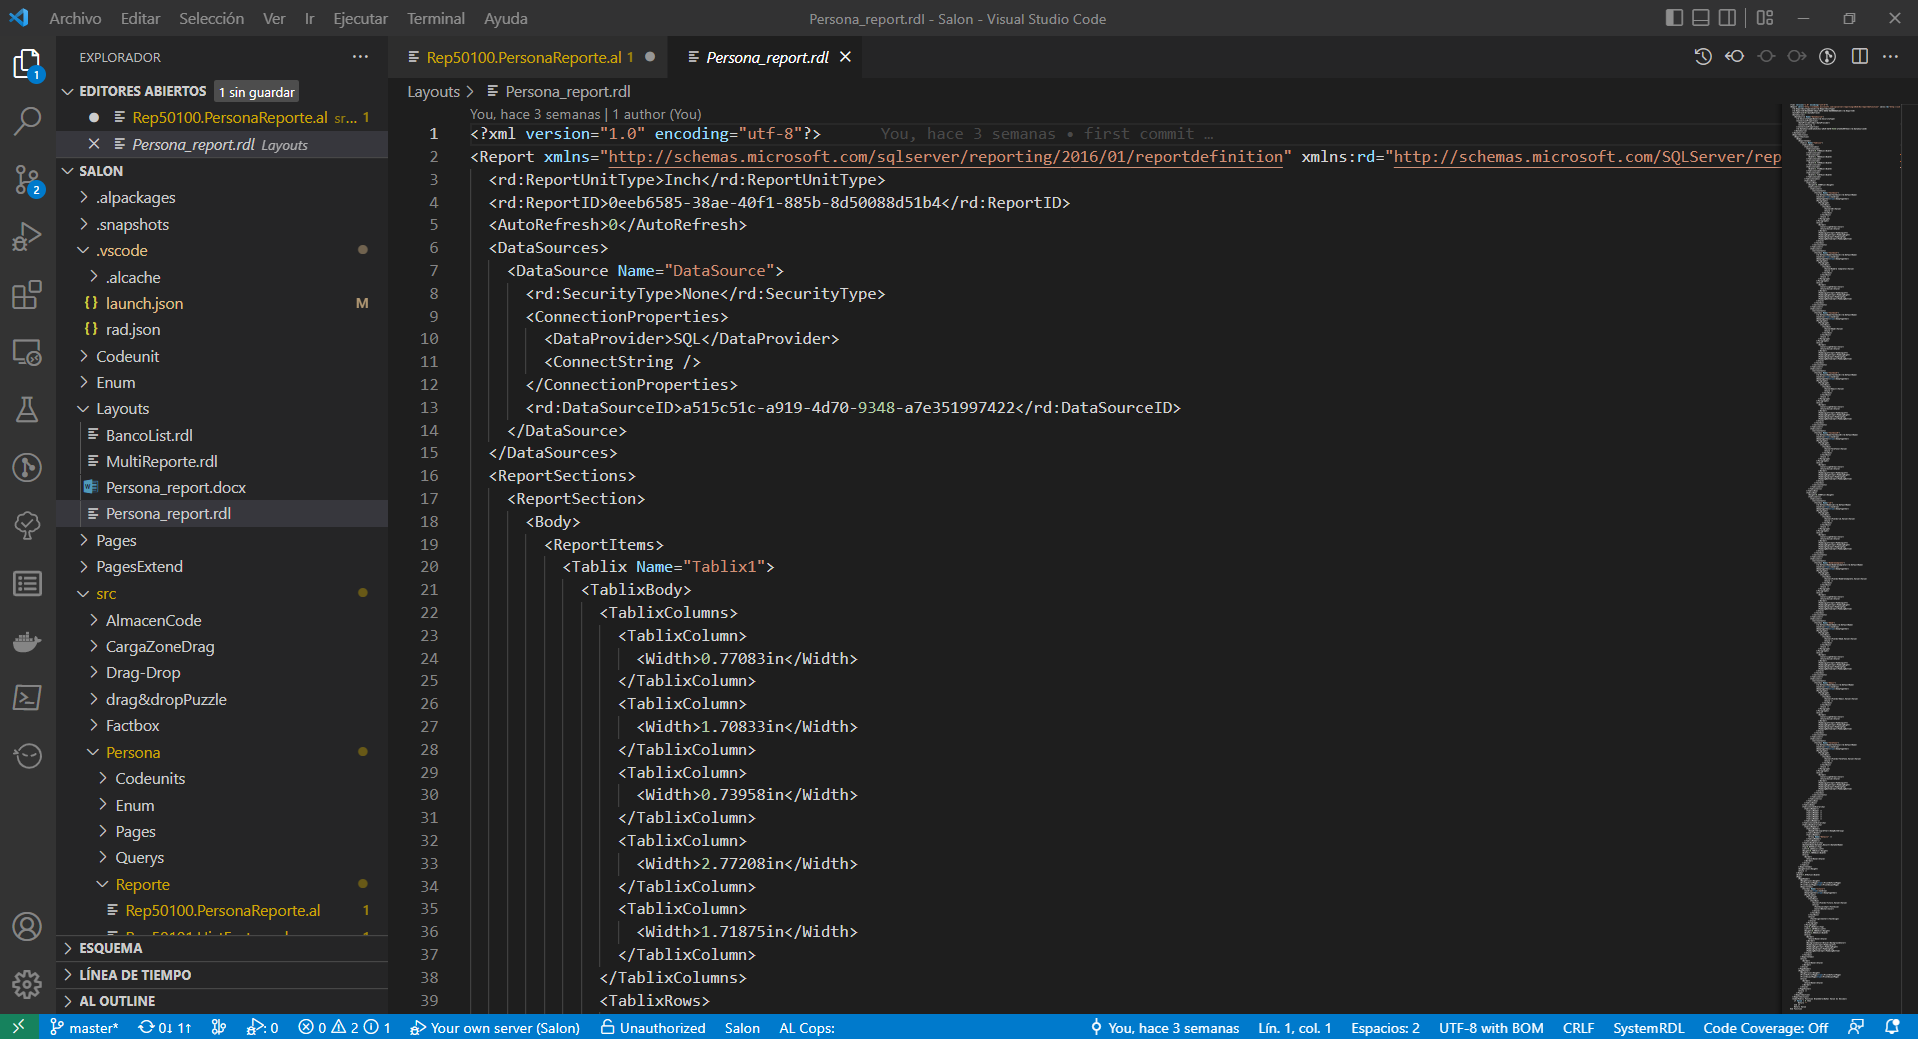 Archivo Editar Selección Ver Ir Ejecutar Terminal Ayuda
Persona_report.rdl - Salon - Visual Studio Code
EXPLORADOR
EDITORES ABIERTOS 1 sin guardar
Rep50100.PersonaReporte.al sr... 1
Persona_report.rdl Layouts
SALON
.alpackages
.snapshots
.vscode
.alcache
launch.json M
rad.json
Codeunit
Enum
Layouts
BancoList.rdl
MultiReporte.rdl
Persona_report.docx
Persona_report.rdl
Pages
PagesExtend
src
AlmacenCode
CargaZoneDrag
Drag-Drop
drag&dropPuzzle
Factbox
Persona
Codeunits
Enum
Pages
Querys
Reporte
Rep50100.PersonaReporte.al 1
ESQUEMA
LÍNEA DE TIEMPO
AL OUTLINE
1
2
Rep50100.PersonaReporte.al 1
Persona_report.rdl
Layouts > Persona_report.rdl
You, hace 3 semanas | 1 author (You)
1 <?xml version="1.0" encoding="utf-8"?> You, hace 3 semanas • first commit …
2 <Report xmlns="http://schemas.microsoft.com/sqlserver/reporting/2016/01/reportdefinition" xmlns:rd="http://schemas.microsoft.com/SQLServer/rep
3 <rd:ReportUnitType>Inch</rd:ReportUnitType>
4 <rd:ReportID>0eeb6585-38ae-40f1-885b-8d50088d51b4</rd:ReportID>
5 <AutoRefresh>0</AutoRefresh>
6 <DataSources>
7 <DataSource Name="DataSource">
8 <rd:SecurityType>None</rd:SecurityType>
9 <ConnectionProperties>
10 <DataProvider>SQL</DataProvider>
11 <ConnectString />
12 </ConnectionProperties>
13 <rd:DataSourceID>a515c51c-a919-4d70-9348-a7e351997422</rd:DataSourceID>
14 </DataSource>
15 </DataSources>
16 <ReportSections>
17 <ReportSection>
18 <Body>
19 <ReportItems>
20 <Tablix Name="Tablix1">
21 <TablixBody>
22 <TablixColumns>
23 <TablixColumn>
24 <Width>0.77083in</Width>
25 </TablixColumn>
26 <TablixColumn>
27 <Width>1.70833in</Width>
28 </TablixColumn>
29 <TablixColumn>
30 <Width>0.73958in</Width>
31 </TablixColumn>
32 <TablixColumn>
33 <Width>2.77208in</Width>
34 </TablixColumn>
35 <TablixColumn>
36 <Width>1.71875in</Width>
37 </TablixColumn>
38 </TablixColumns>
39 <TablixRows>
master* 0↓ 1↑ : 0 0 2 1 Your own server (Salon) Unauthorized Salon AL Cops: You, hace 3 semanas Lín. 1, col. 1 Espacios: 2 UTF-8 with BOM CRLF SystemRDL Code Coverage: Off